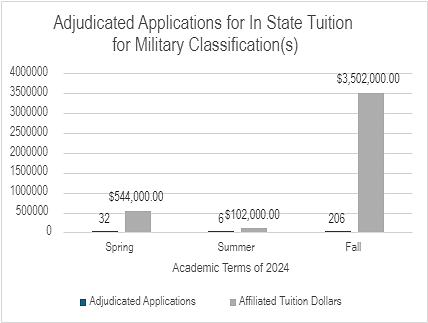 Adjudicated Applications for In State Tuition
for Military Classification(s)
4000000
3500000
3000000
2500000
2000000
1500000
1000000
500000
0
32
$544,000.00
6
$102,000.00
206
$3,502,000.00
Spring
Summer
Fall
Academic Terms of 2024
Adjudicated Applications
Affiliated Tuition Dollars